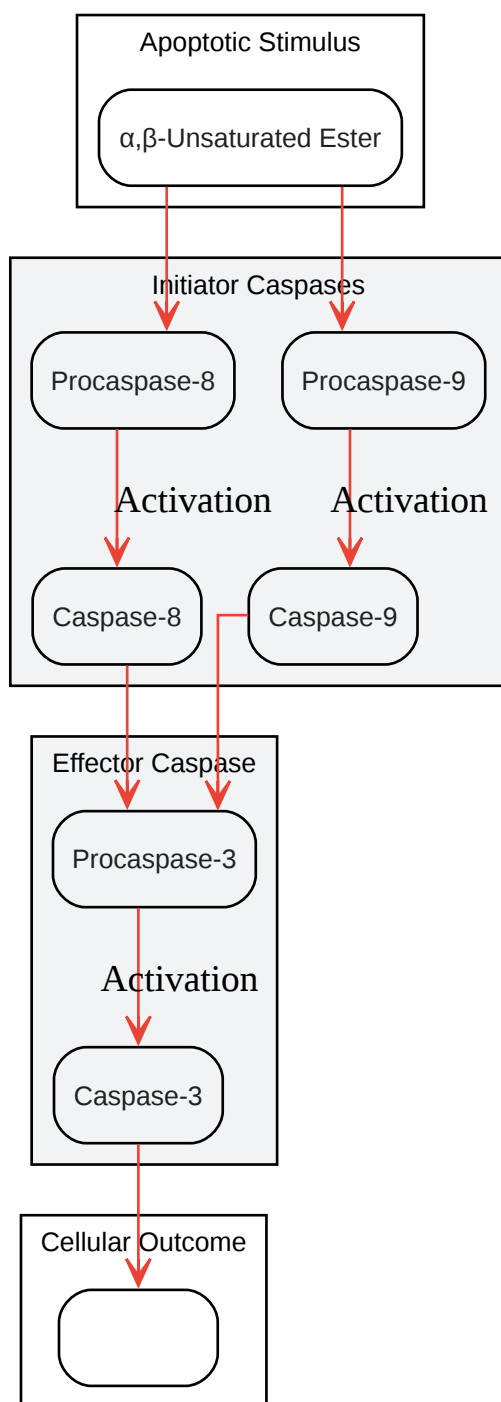 Apoptotic Stimulus
α,β-Unsaturated Ester
Initiator Caspases
Procaspase-8
Procaspase-9
Activation
Activation
Caspase-8
Caspase-9
Effector Caspase
Procaspase-3
Activation
Caspase-3
Cellular Outcome